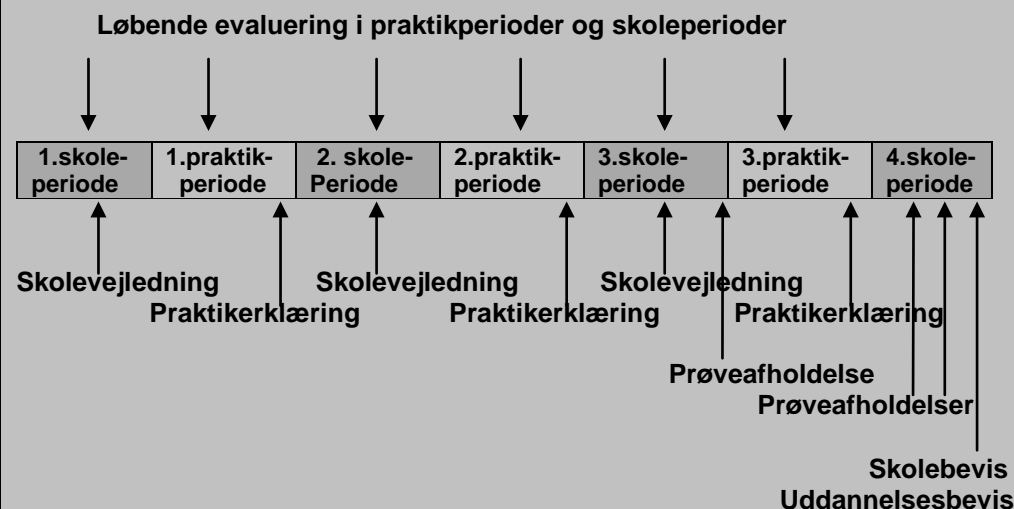 Løbende evaluering i praktikperioder og skoleperioder
1.skole-
periode
1.praktik-
periode
2. skole-
Periode
2.praktik-
periode
3.skole-
periode
3.praktik-
periode
4.skole-
periode
Skolevejledning
Praktikerklæring
Skolevejledning
Praktikerklæring
Skolevejledning
Praktikerklæring
Prøveafholdelse
Prøveafholdelser
Skolebevis
Uddannelsesbevis